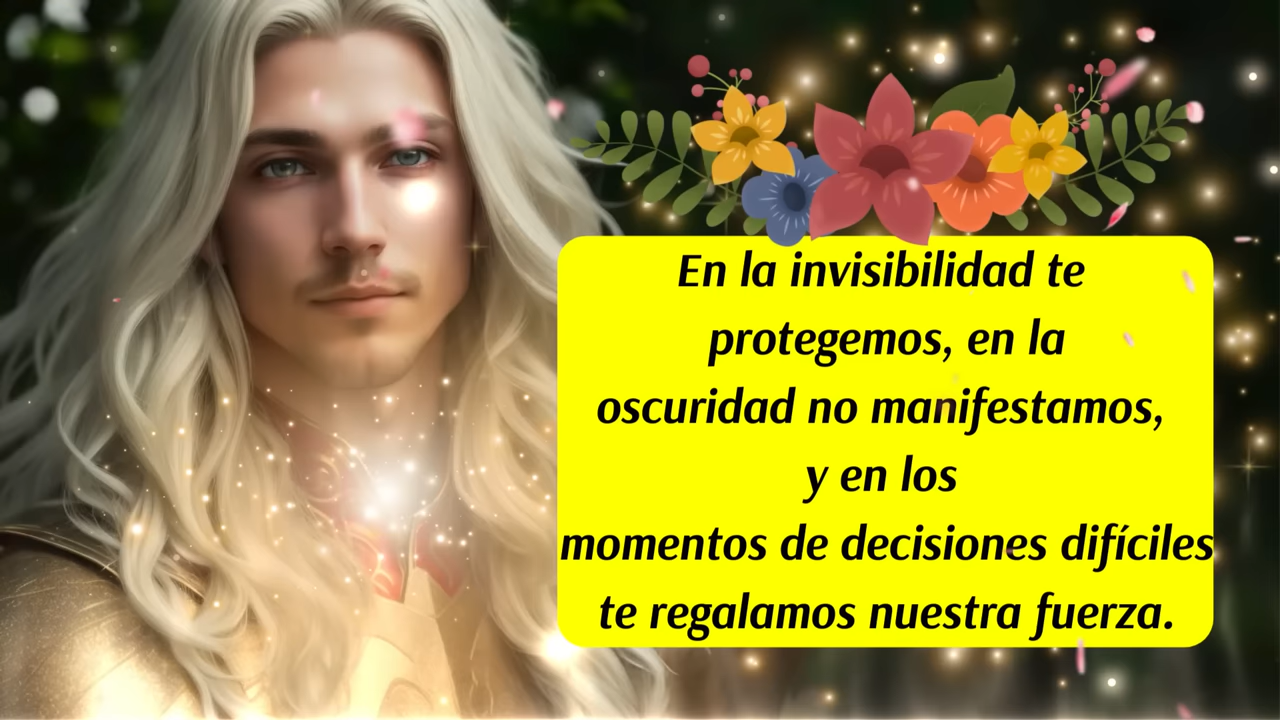 En la invisibilidad te
protegemos, en la
oscuridad no manifestamos,
y en los
momentos de decisiones difíciles
te regalamos nuestra fuerza.